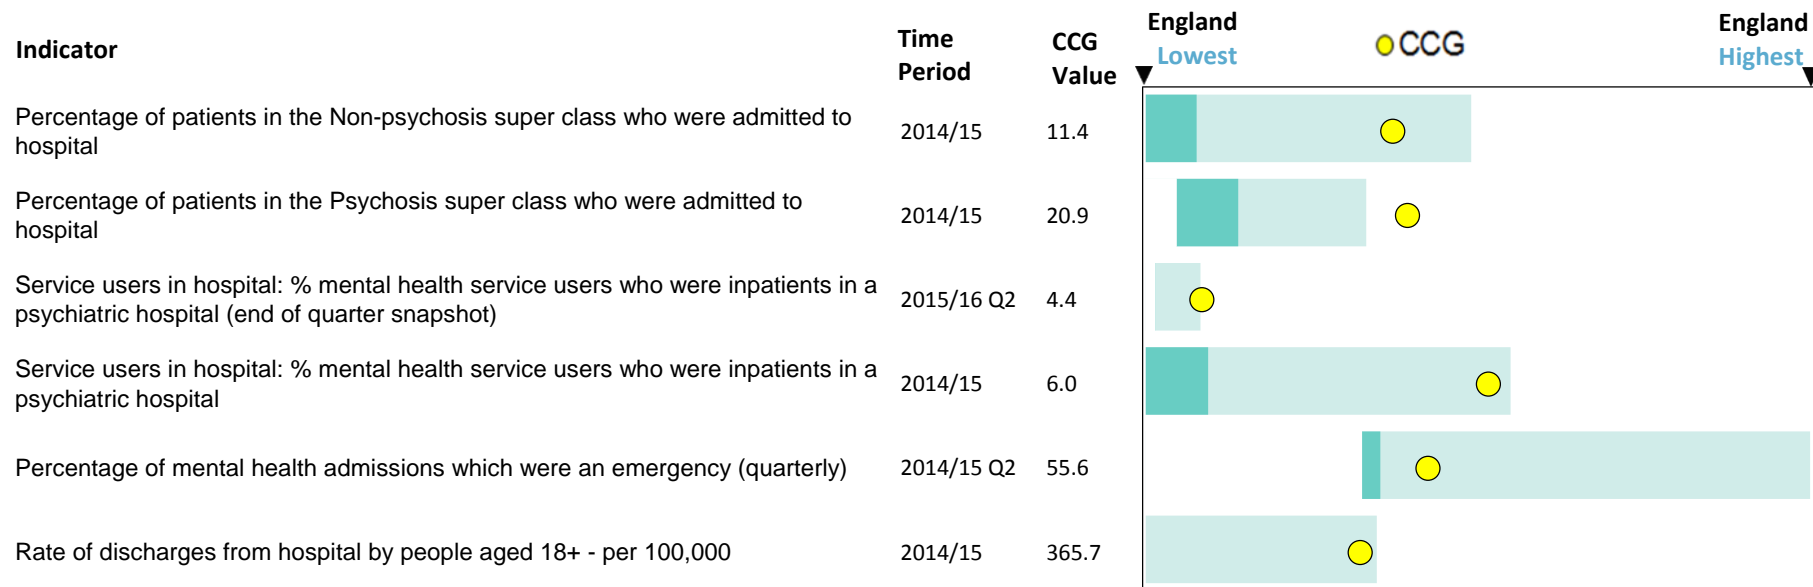 Indicator
Time Period
CCG Value
England Lowest
CCG
England Highest
Percentage of patients in the Non-psychosis super class who were admitted to
hospital
2014/15
11.4
Percentage of patients in the Psychosis super class who were admitted to
hospital
2014/15
20.9
Service users in hospital: % mental health service users who were inpatients in a
psychiatric hospital (end of quarter snapshot)
2015/16 Q2
4.4
Service users in hospital: % mental health service users who were inpatients in a
psychiatric hospital
2014/15
6.0
Percentage of mental health admissions which were an emergency (quarterly)
2014/15 Q2
55.6
Rate of discharges from hospital by people aged 18+ - per 100,000
2014/15
365.7